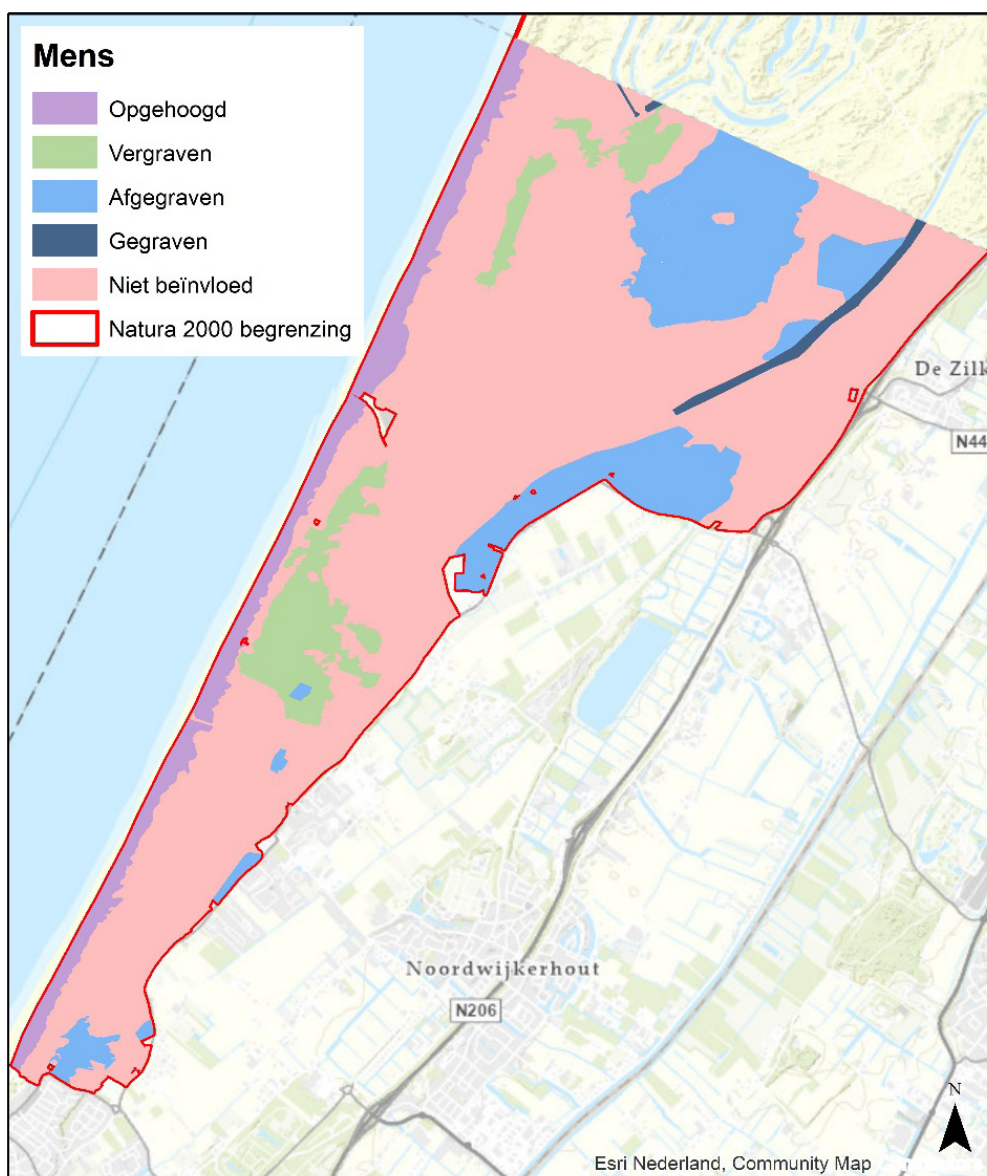 Mens
Opgehoogd
Vergraven
Afgegraven
Gegraven
Niet beïnvloed
Natura 2000 begrenzing
De Zilk
N44
Noordwijkerhout
N206
N
Esri Nederland, Community Map